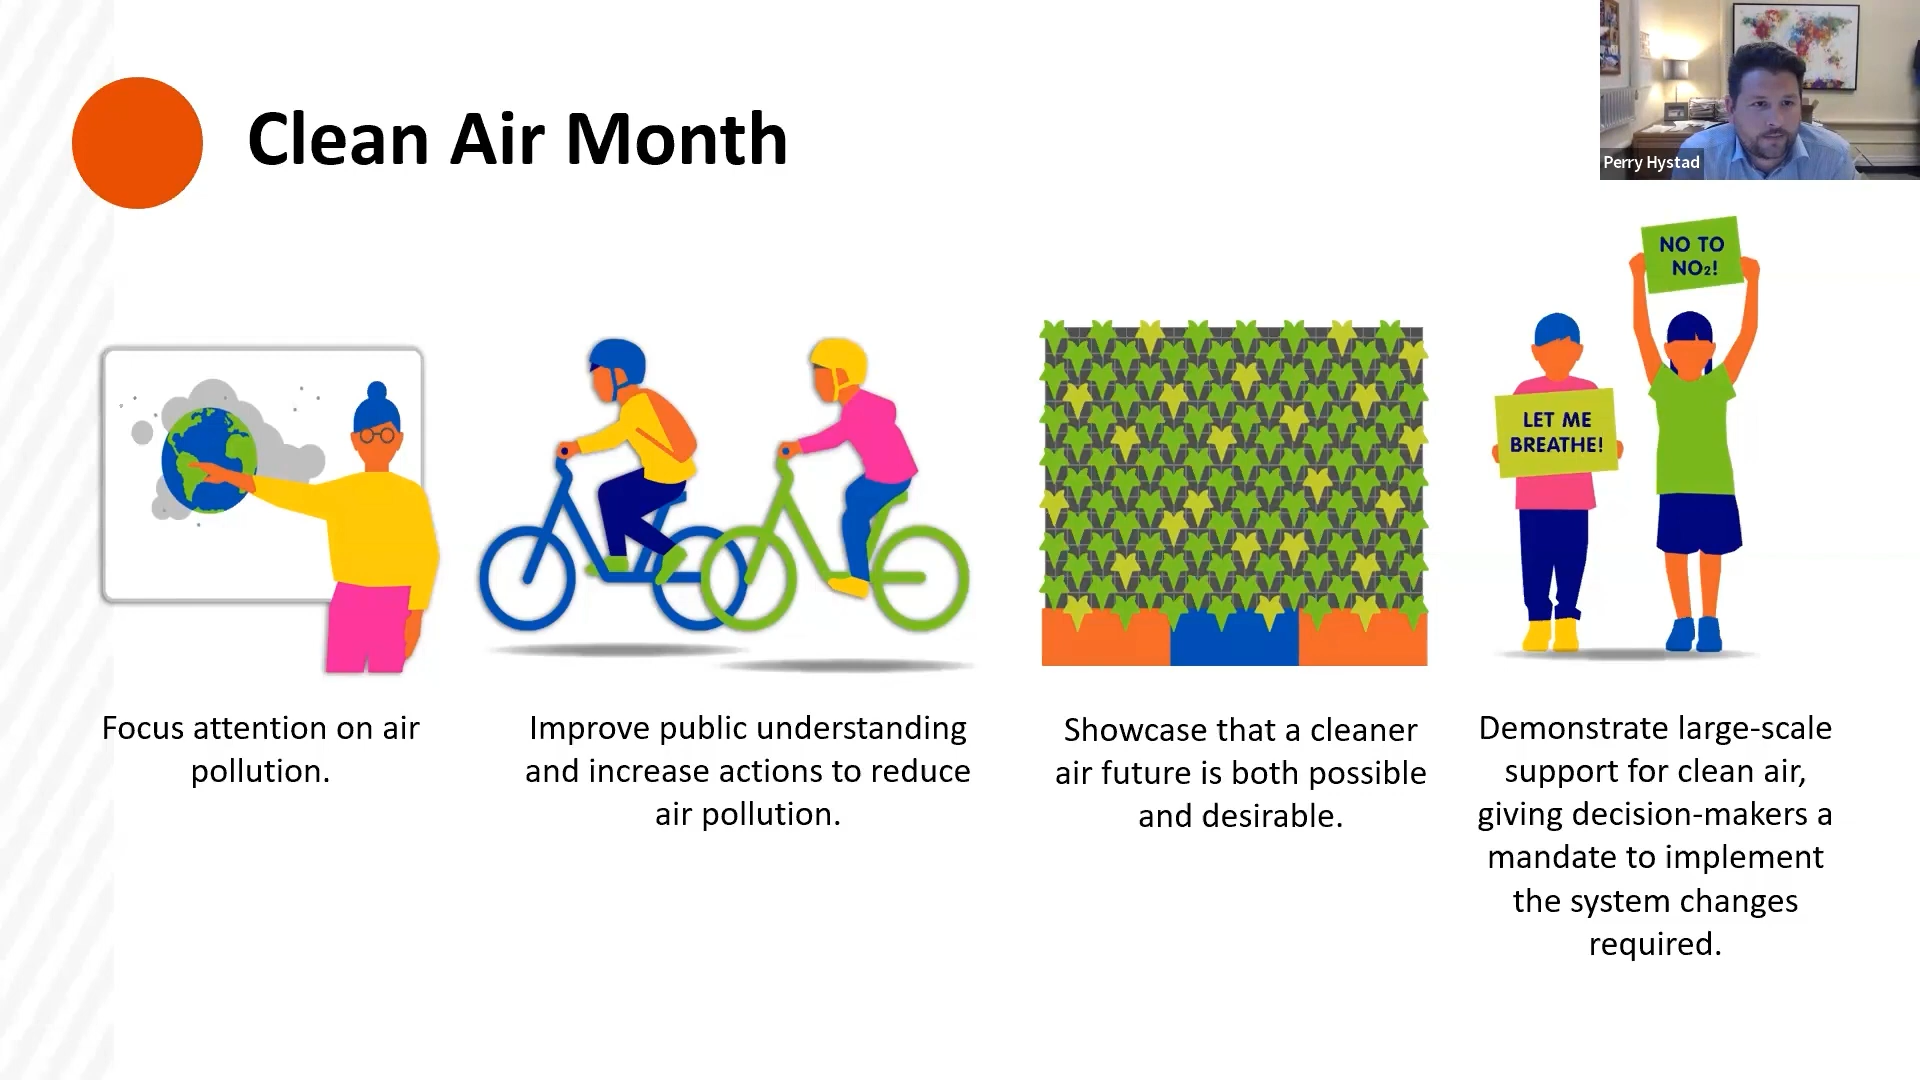 Clean Air Month
Perry Hystad
NO TO
NO₂!
LET ME
BREATHE!
Focus attention on air
pollution.
Improve public understanding
and increase actions to reduce
air pollution.
Showcase that a cleaner
air future is both possible
and desirable.
Demonstrate large-scale
support for clean air,
giving decision-makers a
mandate to implement
the system changes
required.